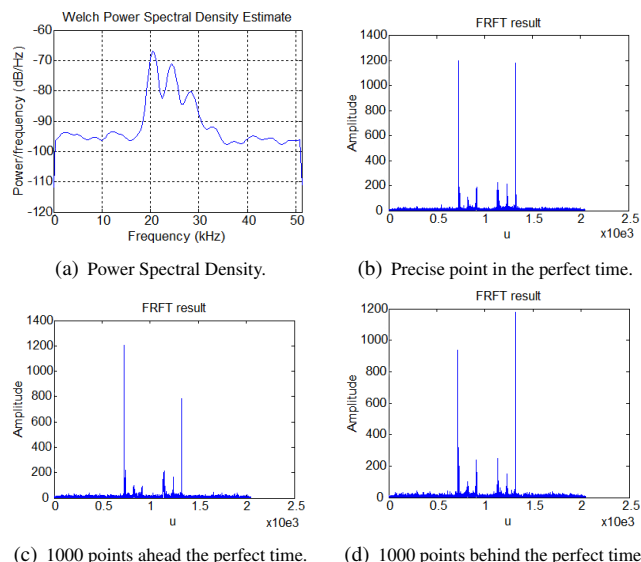 Welch Power Spectral Density Estimate
Power/frequency (dB/Hz)
-60
-70
-80
-90
-100
-110
-120
0 10 20 30 40 50
Frequency (kHz)
(a) Power Spectral Density.
FRFT result
Amplitude
1400
1200
1000
800
600
400
200
0
0 0.5 1 1.5 2 2.5
u x10e3
(b) Precise point in the perfect time.
FRFT result
Amplitude
1400
1200
1000
800
600
400
200
0
0 0.5 1 1.5 2 2.5
u x10e3
(c) 1000 points ahead the perfect time.
FRFT result
Amplitude
1200
1000
800
600
400
200
0
0 0.5 1 1.5 2 2.5
u x10e3
(d) 1000 points behind the perfect time